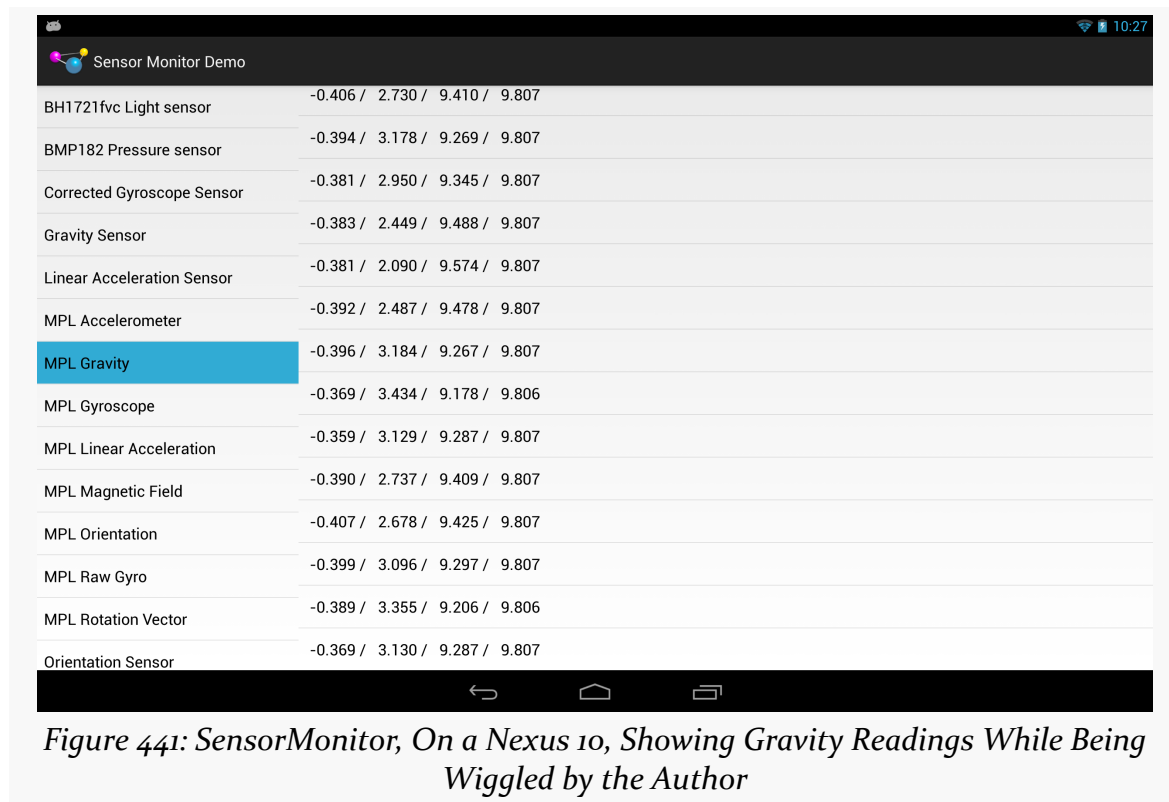 10:27
Sensor Monitor Demo
BH1721fvc Light sensor
BMP182 Pressure sensor
Corrected Gyroscope Sensor
Gravity Sensor
Linear Acceleration Sensor
MPL Accelerometer
MPL Gravity
MPL Gyroscope
MPL Linear Acceleration
MPL Magnetic Field
MPL Orientation
MPL Raw Gyro
MPL Rotation Vector
Orientation Sensor
-0.406 / 2.730 / 9.410 / 9.807
-0.394 / 3.178 / 9.269 / 9.807
-0.381 / 2.950 / 9.345 / 9.807
-0.383 / 2.449 / 9.488 / 9.807
-0.381 / 2.090 / 9.574 / 9.807
-0.392 / 2.487 / 9.478 / 9.807
-0.396 / 3.184 / 9.267 / 9.807
-0.369 / 3.434 / 9.178 / 9.806
-0.359 / 3.129 / 9.287 / 9.807
-0.390 / 2.737 / 9.409 / 9.807
-0.407 / 2.678 / 9.425 / 9.807
-0.399 / 3.096 / 9.297 / 9.807
-0.389 / 3.355 / 9.206 / 9.806
-0.369 / 3.130 / 9.287 / 9.807
Figure 441: SensorMonitor, On a Nexus 10, Showing Gravity Readings While Being
Wiggled by the Author